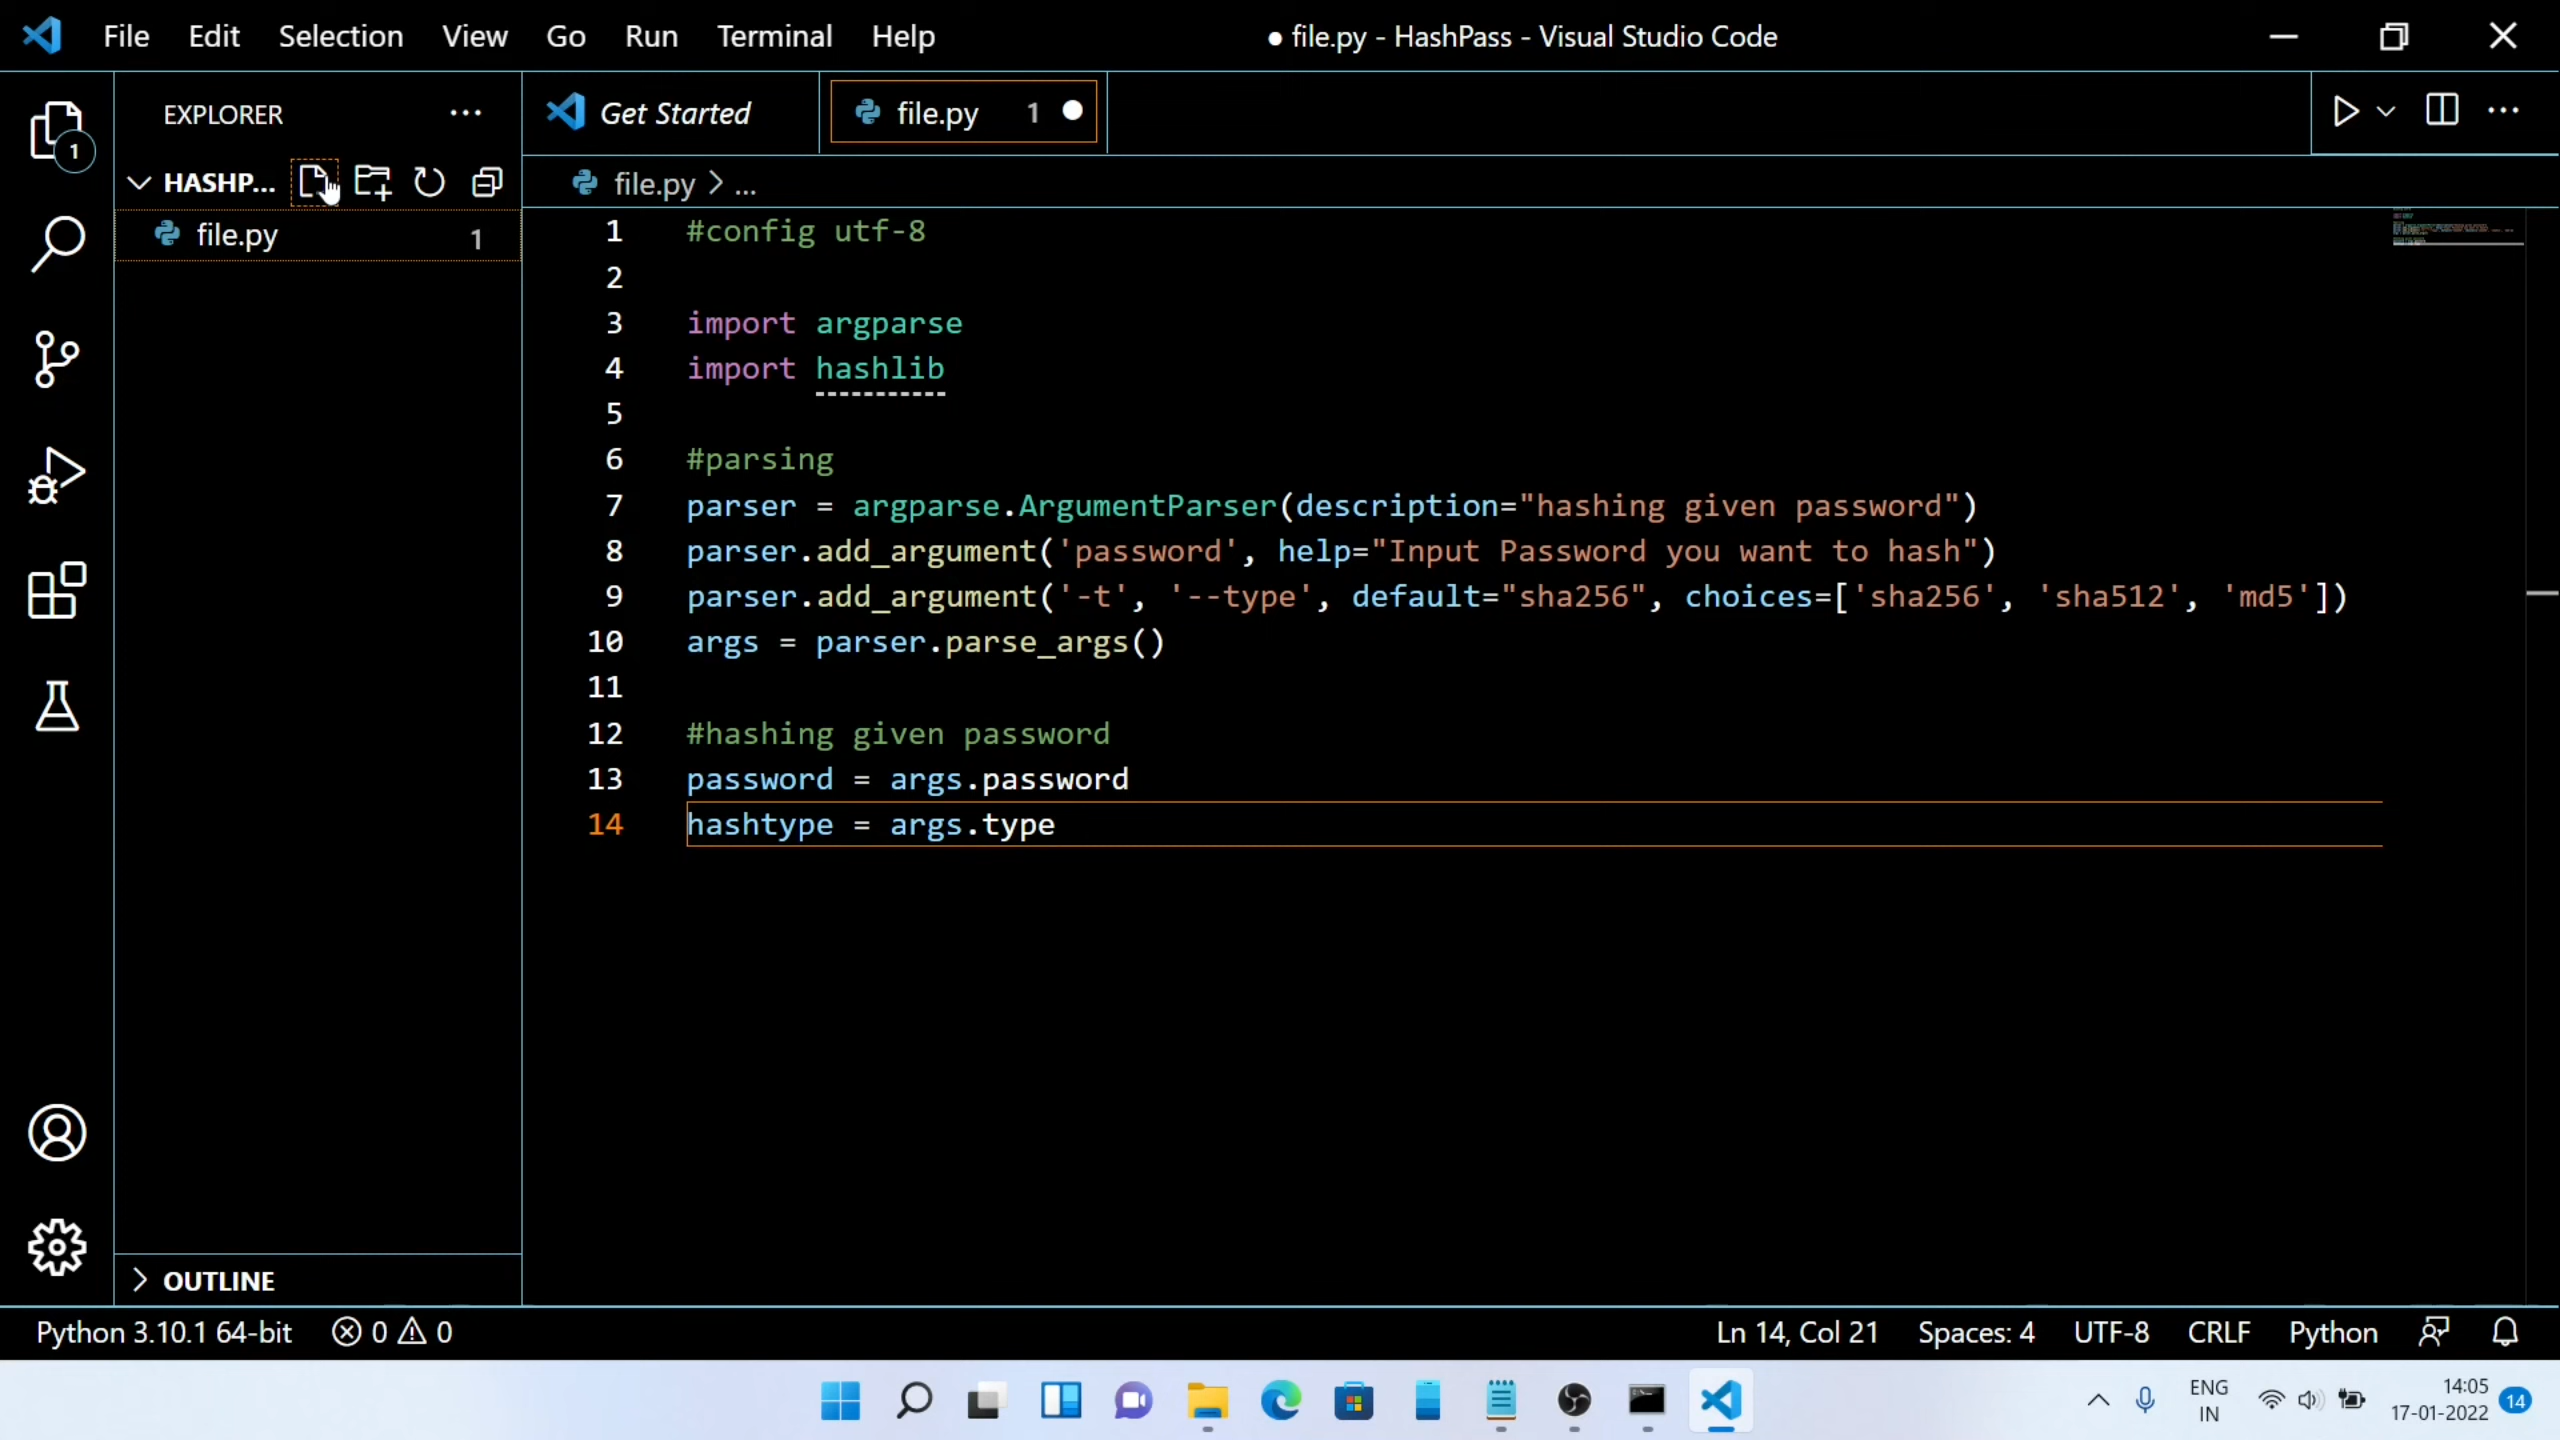 File Edit Selection View Go Run Terminal Help
● file.py - HashPass - Visual Studio Code
EXPLORER
Get Started
file.py 1
1
HASHP...
file.py > ...
file.py 1
1 #config utf-8
2
3 import argparse
4 import hashlib
5
6 #parsing
7 parser = argparse.ArgumentParser(description="hashing given password")
8 parser.add_argument('password', help="Input Password you want to hash")
9 parser.add_argument('-t', '--type', default="sha256", choices=['sha256', 'sha512', 'md5'])
10 args = parser.parse_args()
11
12 #hashing given password
13 password = args.password
14 hashtype = args.type
OUTLINE
Python 3.10.1 64-bit 0 0
Ln 14, Col 21 Spaces: 4 UTF-8 CRLF Python
ENG
IN
14:05
17-01-2022
14